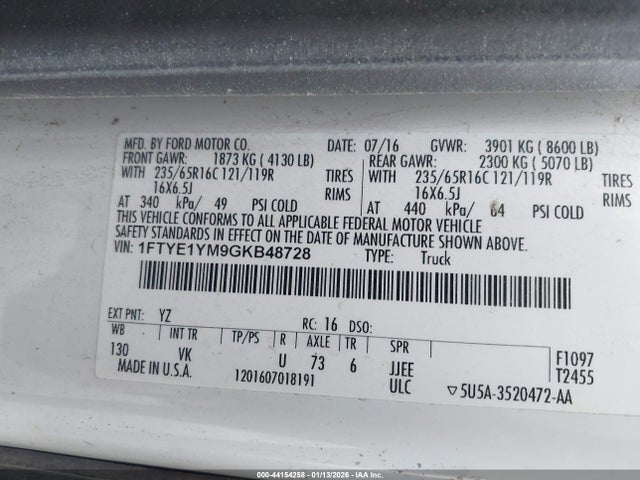 MFD. BY FORD MOTOR CO. DATE: 07/16 GVWR: 3901 KG ( 8600 LB)
FRONT GAWR: 1873 KG ( 4130 LB) REAR GAWR: 2300 KG ( 5070 LB)
WITH 235/65R16C 121/119R TIRES WITH 235/65R16C 121/119R TIRES
16X6.5J RIMS 16X6.5J RIMS
AT 340 kPa/ 49 PSI COLD AT 440 kPa/ 64 PSI COLD
THIS VEHICLE CONFORMS TO ALL APPLICABLE FEDERAL MOTOR VEHICLE
SAFETY STANDARDS IN EFFECT ON THE DATE OF MANUFACTURE SHOWN ABOVE.
VIN: 1FTYE1YM9GKB48728 TYPE: Truck
EXT PNT: YZ RC: 16 DSO:
WB INT TR TP/PS R AXLE TR SPR F1097
130 VK U 73 6 JJEE T2455
MADE IN U.S.A. 1201607018191 ULC ▽5U5A-3520472-AA
000-44154258 - 01/13/2026 - IAA Inc.